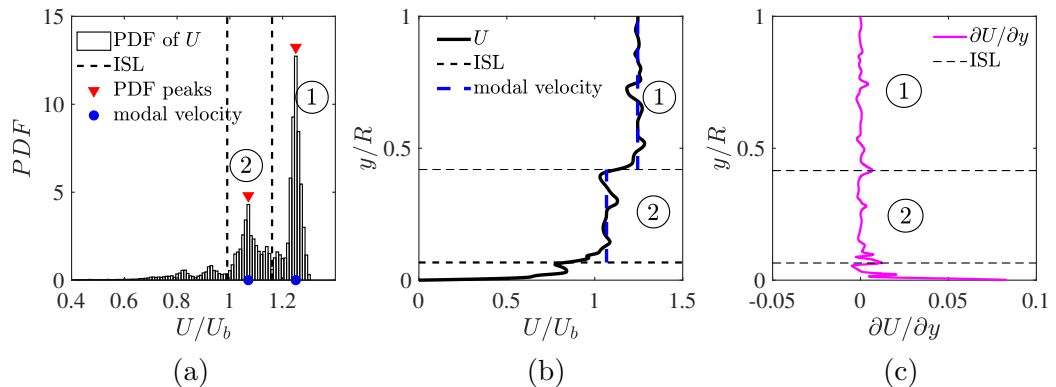 15
10
5
0
PDF
PDF of U
ISL
PDF peaks
modal velocity
1
2
0.4 0.6 0.8 1 1.2
U/U_b
(a)
1
0.5
0
y/R
U
ISL
modal velocity
1
2
0 0.5 1 1.5
U/U_b
(b)
1
0.5
0
y/R
∂U/∂y
ISL
1
2
-0.05 0 0.05 0.1
∂U/∂y
(c)